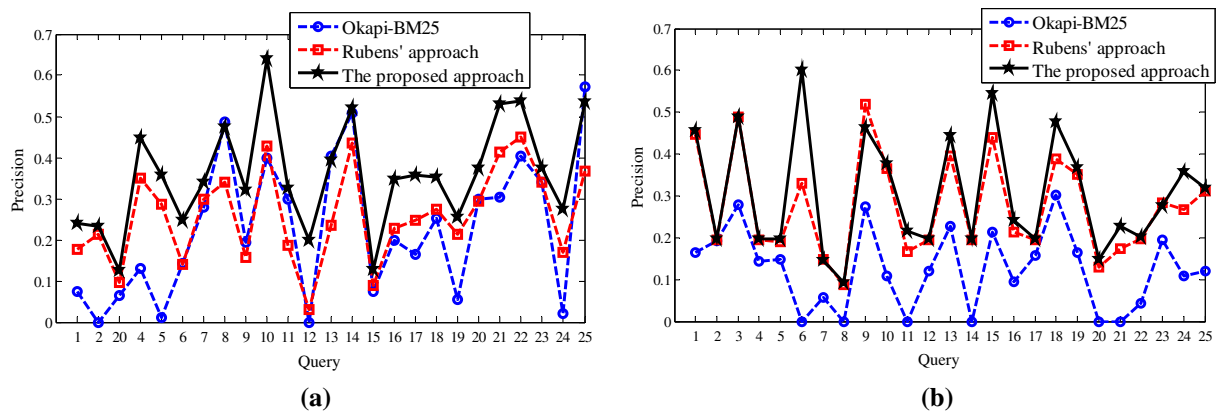 Okapi-BM25
Rubens' approach
The proposed approach
0.7
0.6
0.5
0.4
0.3
0.2
0.1
0
Precision
1 2 20 4 5 6 7 8 9 10 11 12 13 14 15 16 17 18 19 20 21 22 23 24 25
Query
(a)
Okapi-BM25
Rubens' approach
The proposed approach
0.7
0.6
0.5
0.4
0.3
0.2
0.1
0
Precision
1 2 3 4 5 6 7 8 9 10 11 12 13 14 15 16 17 18 19 20 21 22 23 24 25
Query
(b)